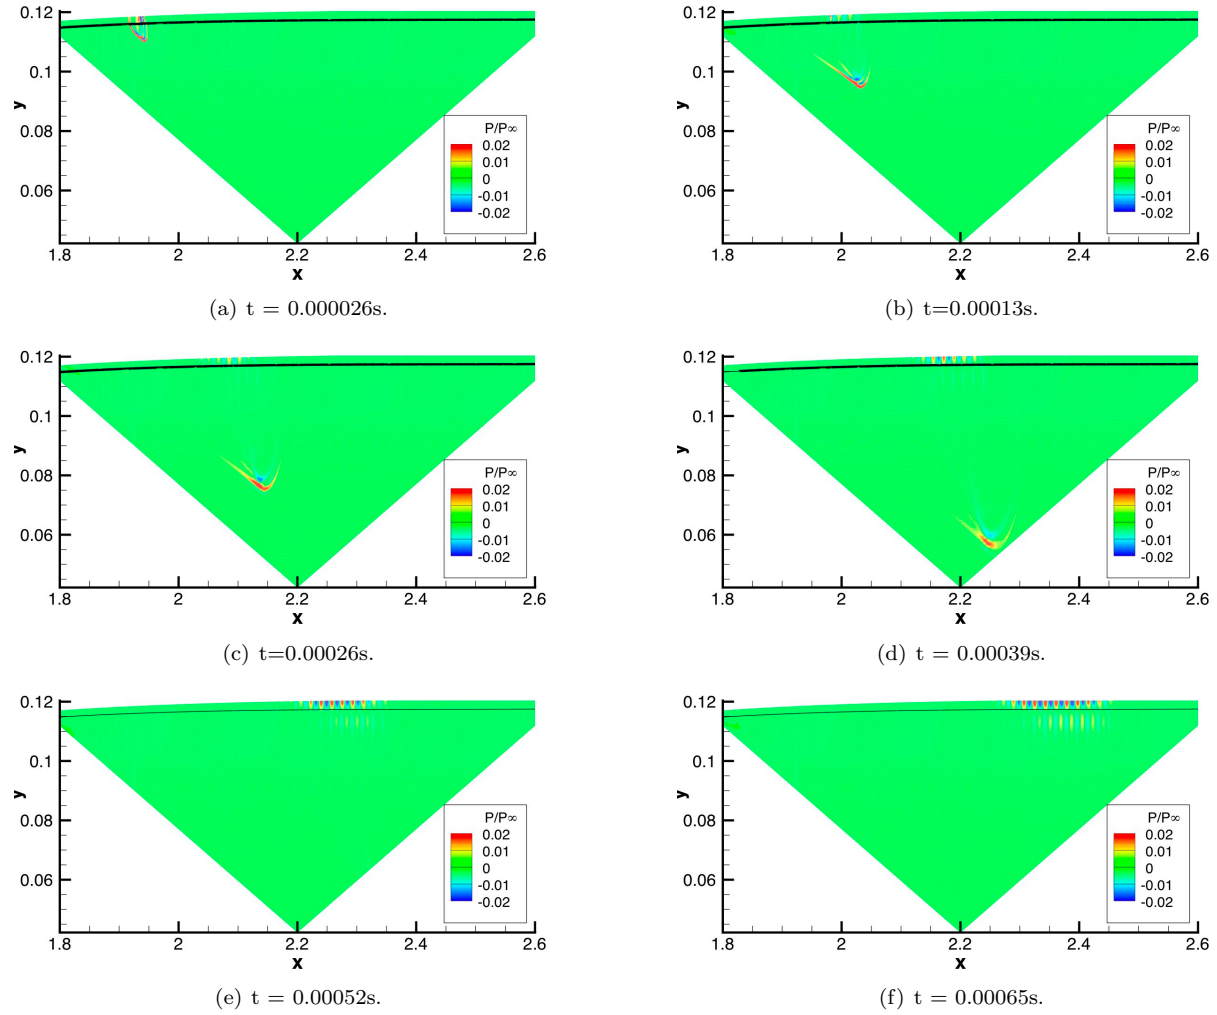 0.12
0.1
0.08
0.06
y
P/P∞
0.02
0.01
0
-0.01
-0.02
1.8 2 2.2 2.4 2.6
x
(a) t = 0.000026s.
0.12
0.1
0.08
0.06
y
P/P∞
0.02
0.01
0
-0.01
-0.02
1.8 2 2.2 2.4 2.6
x
(b) t=0.00013s.
0.12
0.1
0.08
0.06
y
P/P∞
0.02
0.01
0
-0.01
-0.02
1.8 2 2.2 2.4 2.6
x
(c) t=0.00026s.
0.12
0.1
0.08
0.06
y
P/P∞
0.02
0.01
0
-0.01
-0.02
1.8 2 2.2 2.4 2.6
x
(d) t = 0.00039s.
0.12
0.1
0.08
0.06
y
P/P∞
0.02
0.01
0
-0.01
-0.02
1.8 2 2.2 2.4 2.6
x
(e) t = 0.00052s.
0.12
0.1
0.08
0.06
y
P/P∞
0.02
0.01
0
-0.01
-0.02
1.8 2 2.2 2.4 2.6
x
(f) t = 0.00065s.